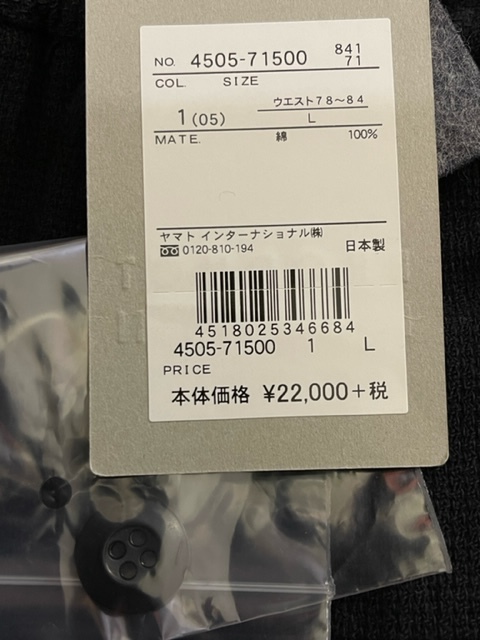 NO. 4505-71500 841
71
COL. SIZE
ウエスト78～84
1(05) L
MATE. 綿 100%
ヤマト インターナショナル㈱
0120-810-194 日本製
4518025346684
4505-71500 1 L
PRICE
本体価格 ¥22,000+税